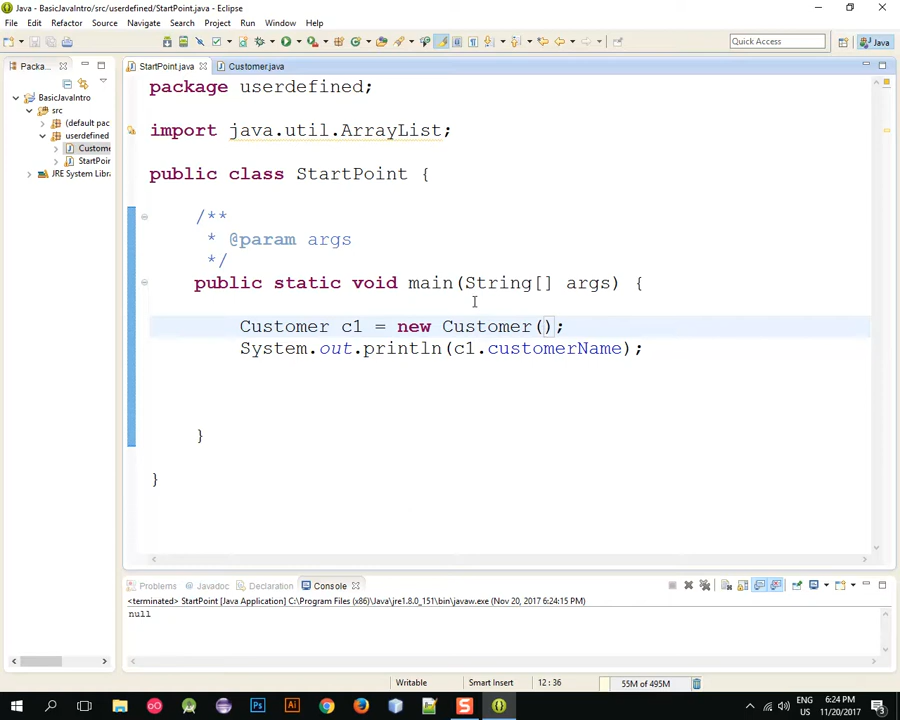 Java - BasicJavaIntro/src/userdefined/StartPoint.java - Eclipse
File Edit Refactor Source Navigate Search Project Run Window Help
Quick Access
Java
Packa...
StartPoint.java
Customer.java
BasicJavaIntro
src
(default pac
userdefined
Custome
StartPoir
JRE System Libra
package userdefined;
import java.util.ArrayList;
public class StartPoint {
/**
* @param args
*/
public static void main(String[] args) {
Customer c1 = new Customer();
System.out.println(c1.customerName);
}
}
Problems @ Javadoc Declaration Console
<terminated> StartPoint [Java Application] C:\Program Files (x86)\Java\jre1.8.0_151\bin\javaw.exe (Nov 20, 2017, 6:24:15 PM)
null
Writable Smart Insert 12 : 36 55M of 495M
ENG 6:24 PM
US 11/20/2017